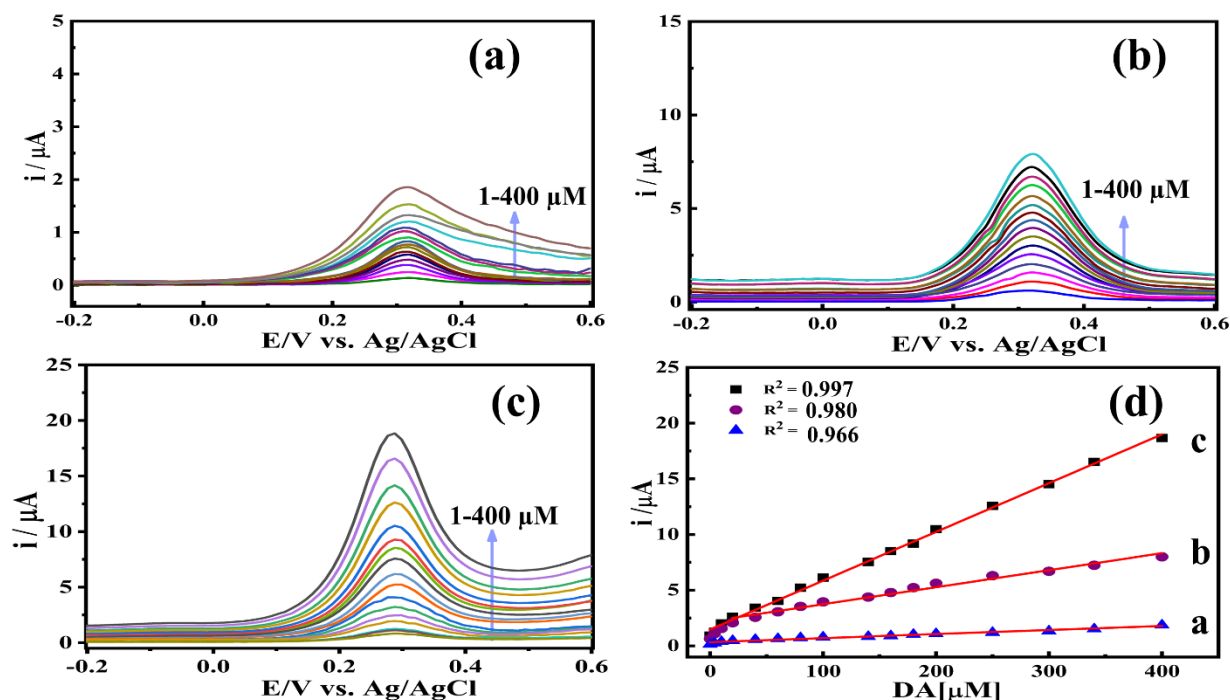 (a)
i / µA
5
4
3
2
1
0
1-400 µM
-0.2 0.0 0.2 0.4 0.6
E/V vs. Ag/AgCl
(b)
i / µA
15
10
5
0
1-400 µM
-0.2 0.0 0.2 0.4 0.6
E/V vs. Ag/AgCl
(c)
i / µA
25
20
15
10
5
0
1-400 µM
-0.2 0.0 0.2 0.4 0.6
E/V vs. Ag/AgCl
(d)
i /µA
25
20
15
10
5
0
R² = 0.997
R² = 0.980
R² = 0.966
c
b
a
0 100 200 300 400
DA[µM]